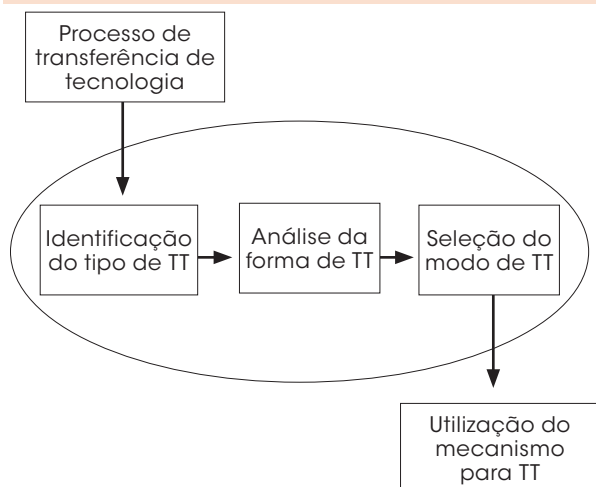 Processo de
transferência de
tecnologia
Identificação
do tipo de TT
Análise da
forma de TT
Seleção do
modo de TT
Utilização do
mecanismo
para TT